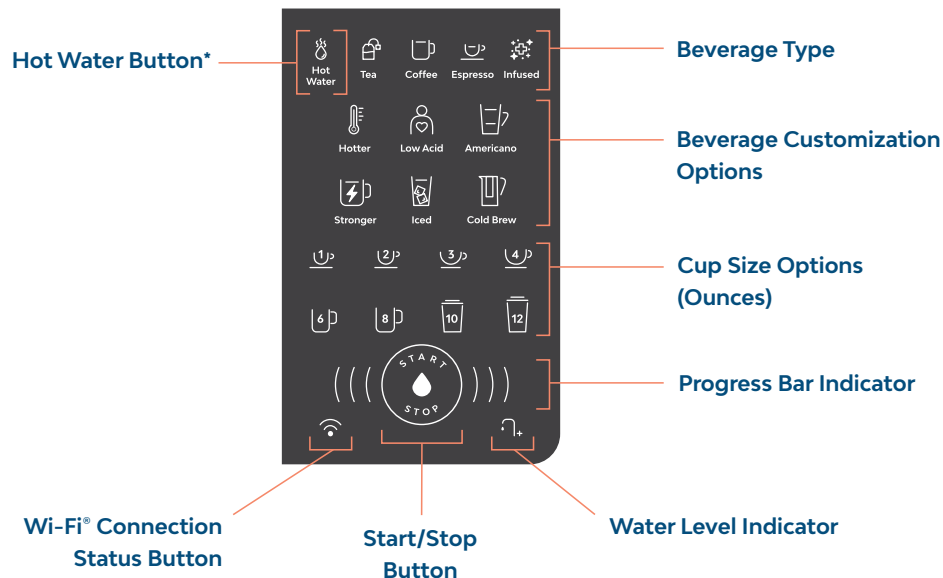 Hot Water Button*
Hot
Water
Tea
Coffee
Espresso
Infused
Beverage Type
Hotter
Low Acid
Americano
Beverage Customization
Options
Stronger
Iced
Cold Brew
1
2
3
4
Cup Size Options
(Ounces)
6
8
10
12
START
STOP
Progress Bar Indicator
Wi-Fi® Connection
Status Button
Start/Stop
Button
Water Level Indicator